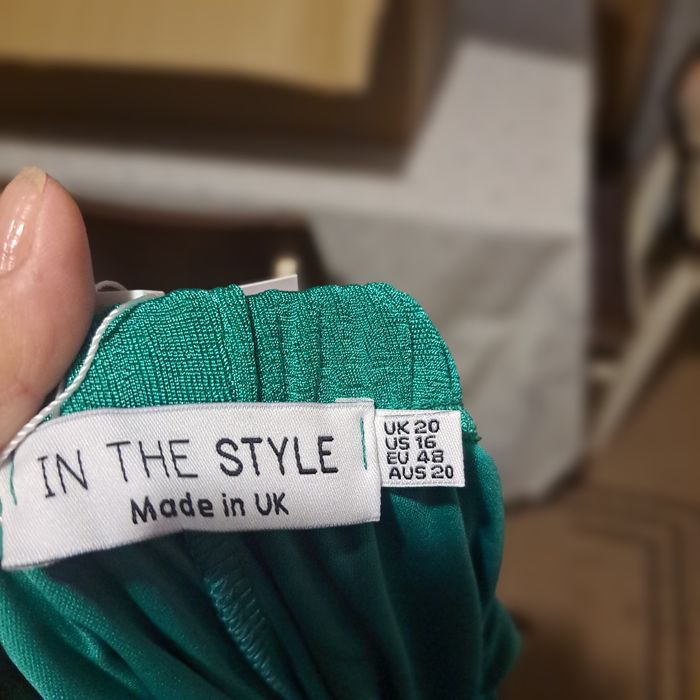 IN THE STYLE
Made in UK
UK 20
US 16
EU 48
AUS 20